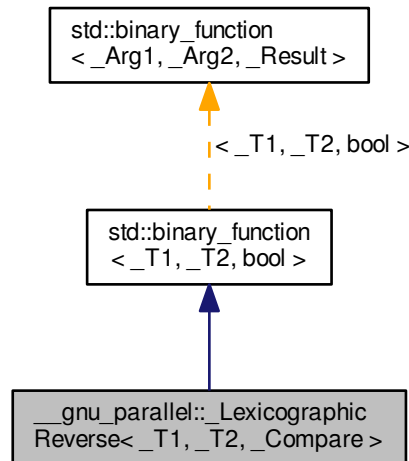 std::binary_function
< _Arg1, _Arg2, _Result >
< _T1, _T2, bool >
std::binary_function
< _T1, _T2, bool >
__gnu_parallel::_Lexicographic
Reverse< _T1, _T2, _Compare >